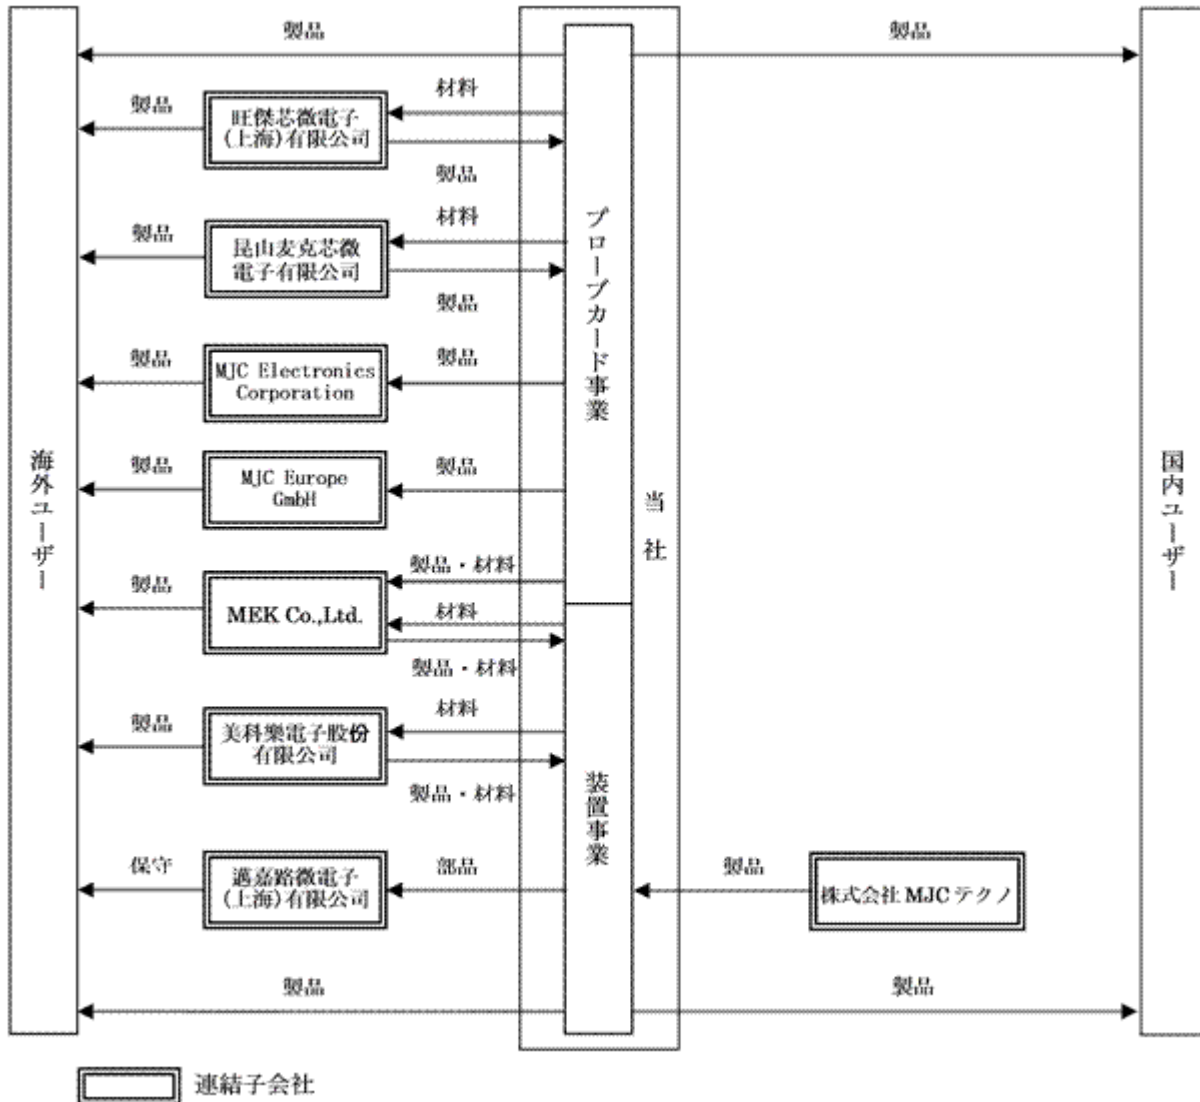 製品
製品
材料
製品
旺傑芯微電子
(上海)有限公司
製品
材料
製品
昆山麦克芯微
電子有限公司
製品
製品
MJC Electronics
Corporation
製品
製品
MJC Europe
GmbH
製品
製品・材料
製品
MEK Co.,Ltd.
材料
製品・材料
材料
製品
美科樂電子股份
有限公司
製品・材料
保守
邁嘉路微電子
(上海)有限公司
部品
製品
株式会社 MJC テクノ
製品
製品
海外ユーザー
プローブカード事業
装置事業
当社
国内ユーザー
連結子会社